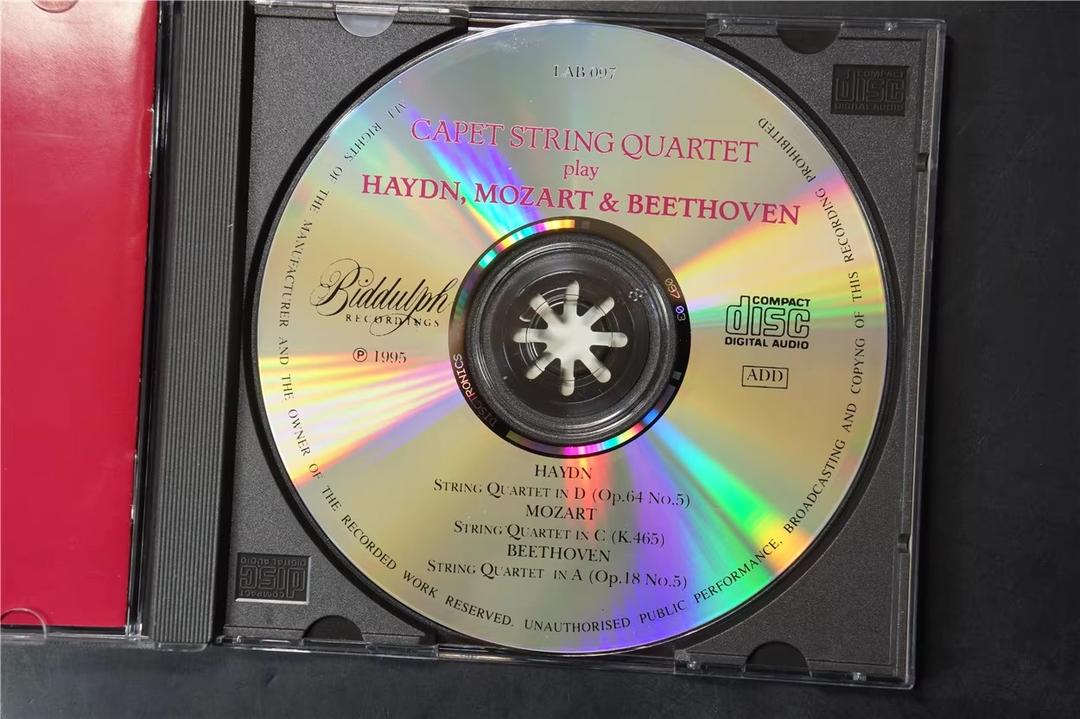 LAB 097
CAPET STRING QUARTET
play
HAYDN, MOZART & BEETHOVEN
Biddulph
RECORDINGS
℗ 1995
COMPACT
disc
DIGITAL AUDIO
ADD
HAYDN
STRING QUARTET IN D (OP.64 NO.5)
MOZART
STRING QUARTET IN C (K.465)
BEETHOVEN
STRING QUARTET IN A (OP.18 NO.5)
ALL RIGHTS OF THE MANUFACTURER AND THE OWNER OF THE RECORDED WORK RESERVED. UNAUTHORISED PUBLIC PERFORMANCE, BROADCASTING AND COPYNG OF THIS RECORDING PROHIBITED
DISCTRONICS
097 03
COMPACT
disc
DIGITAL AUDIO
COMPACT
disc
DIGITAL AUDIO